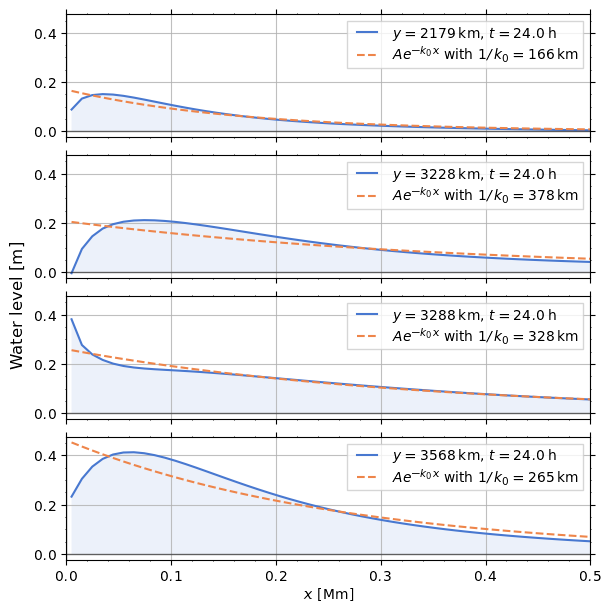 0.4
0.2
0.0
y = 2179 km, t = 24.0 h
Ae^{-k_0 x} with 1/k_0 = 166 km
0.4
0.2
0.0
y = 3228 km, t = 24.0 h
Ae^{-k_0 x} with 1/k_0 = 378 km
Water level [m]
0.4
0.2
0.0
y = 3288 km, t = 24.0 h
Ae^{-k_0 x} with 1/k_0 = 328 km
0.4
0.2
0.0
y = 3568 km, t = 24.0 h
Ae^{-k_0 x} with 1/k_0 = 265 km
0.0 0.1 0.2 0.3 0.4 0.5
x [Mm]